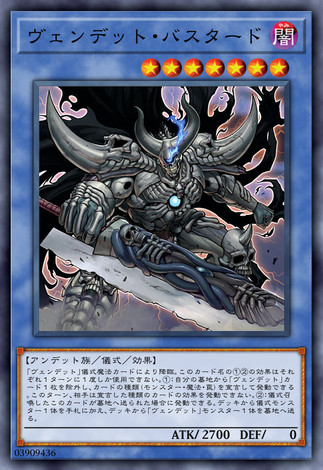 ヴェンデット・バスタード
闇
やみ
【アンデット族/儀式/効果】
「ヴェンデット」儀式魔法カードにより降臨。このカード名の①②の効果はそ
れぞれ1ターンに1度しか使用できない。①:自分の墓地から「ヴェンデット」カ
ード1枚を除外し、カードの種類(モンスター・魔法・罠)を宣言して発動できる
。このターン、相手は宣言した種類のカードの効果を発動できない。②:儀式召
喚したこのカードが墓地へ送られた場合に発動できる。デッキから儀式モンス
ター1体を手札に加え、デッキから「ヴェンデット」モンスター1体を墓地へ送
る。
ATK/ 2700 DEF/ 0
03909436